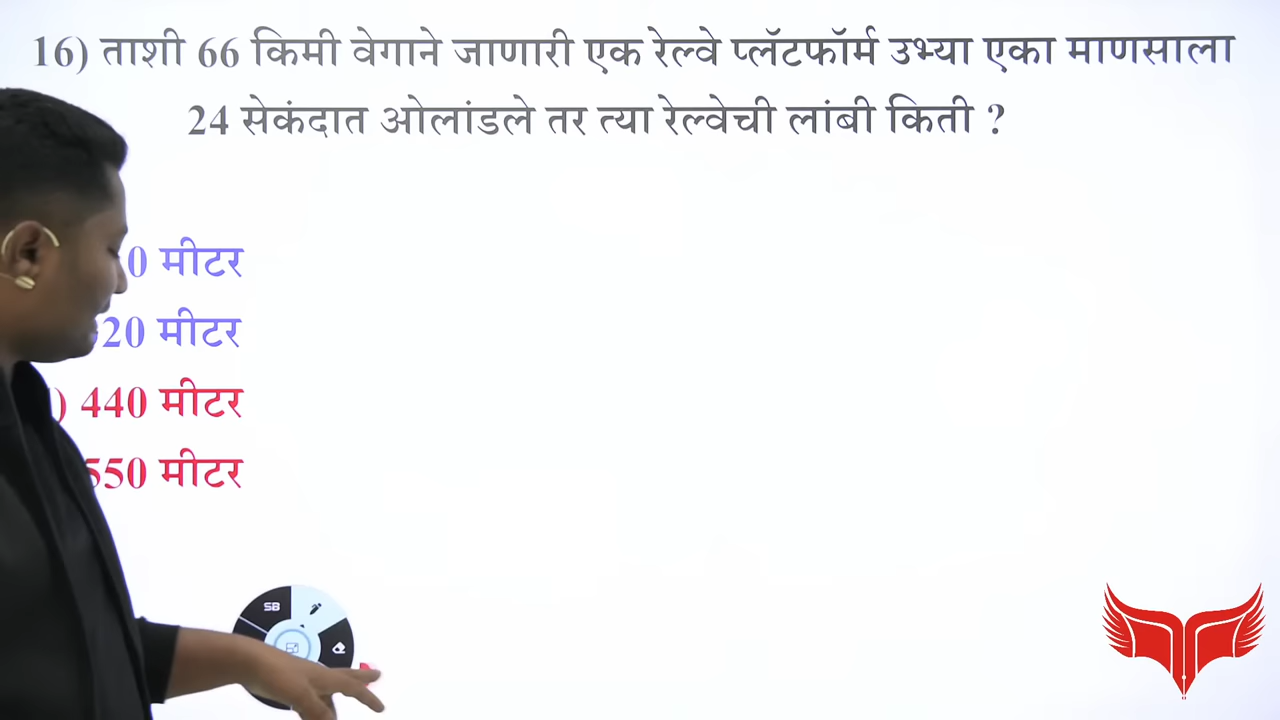 16) ताशी 66 किमी वेगाने जाणारी एक रेल्वे प्लॅटफॉर्म उभ्या एका माणसाला
24 सेकंदात ओलांडले तर त्या रेल्वेची लांबी किती ?
0 मीटर
20 मीटर
) 440 मीटर
550 मीटर
SB